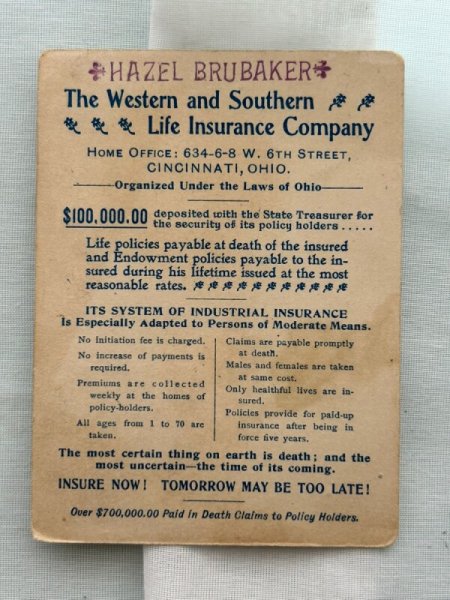 HAZEL BRUBAKER
The Western and Southern
Life Insurance Company
HOME OFFICE: 634-6-8 W. 6TH STREET,
CINCINNATI, OHIO.
Organized Under the Laws of Ohio
$100,000.00 deposited with the State Treasurer for
the security of its policy holders . . . . .
Life policies payable at death of the insured
and Endowment policies payable to the in-
sured during his lifetime issued at the most
reasonable rates.
ITS SYSTEM OF INDUSTRIAL INSURANCE
Is Especially Adapted to Persons of Moderate Means.
No Initiation fee is charged.
No increase of payments is
required.
Premiums are collected
weekly at the homes of
policy-holders.
All ages from 1 to 70 are
taken.
Claims are payable promptly
at death.
Males and females are taken
at same cost.
Only healthful lives are in-
sured.
Policies provide for paid-up
insurance after being in
force five years.
The most certain thing on earth is death; and the
most uncertain—the time of its coming.
INSURE NOW! TOMORROW MAY BE TOO LATE!
Over $700,000.00 Paid in Death Claims to Policy Holders.